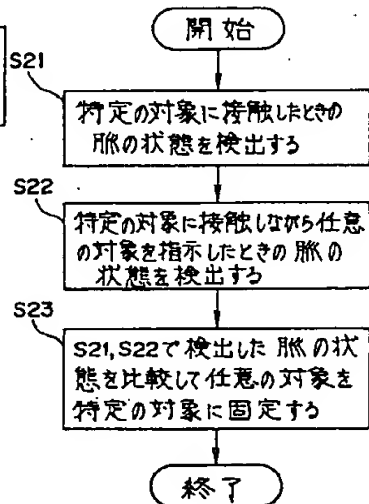 開始
S21
特定の対象に接触したときの
脈の状態を検出する
S22
特定の対象に接触しながら任意
の対象を指示したときの脈の
状態を検出する
S23
S21,S22で検出した脈の状
態を比較して任意の対象を
特定の対象に固定する
終了